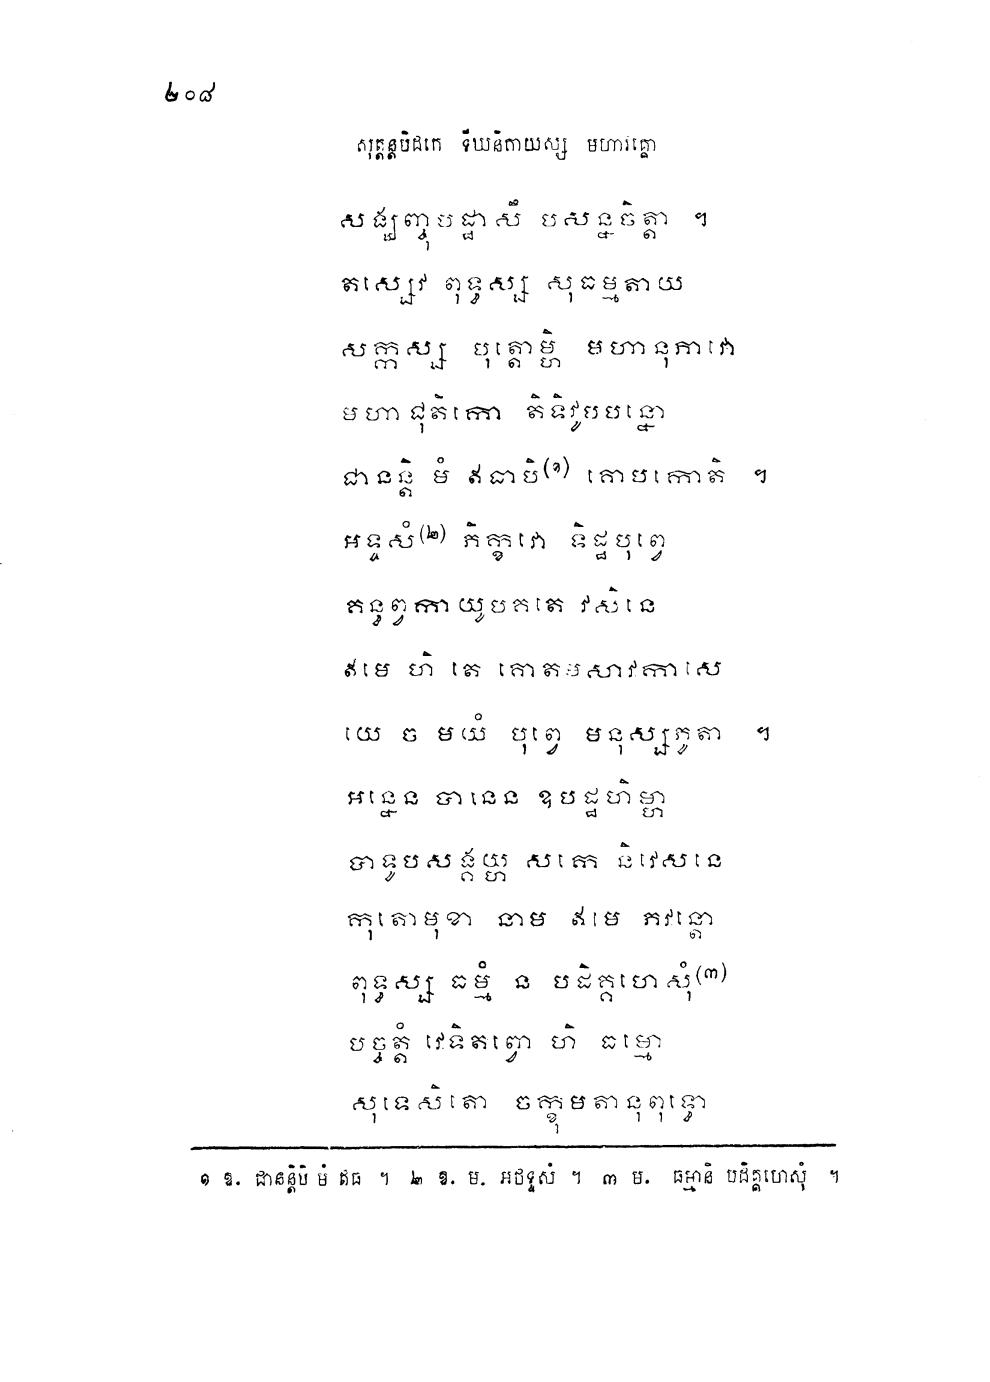 ២០៨
សុត្តន្តបិដកេ ទីឃនិកាយស្ស មហាវគ្គោ
សង្ឃញ្ចុបដ្ឋាសឹ បសន្នចិត្តា ។
តស្សេវ ពុទ្ធស្ស សុធម្មតាយ
សក្កស្ស បុត្តោម្ហិ មហានុភាវោ
មហាជុតិកោ តិទិវូបបន្នោ
ជានន្តិ មំ ឥធាបិ(១) គោបកោតិ ។
អទ្ទសំ(២) ភិក្ខវោ ទិដ្ឋបុព្វេ
គន្ធព្វកាយូបគតេ វសិនេ
ឥមេ ហិ តេ គោតមសាវកាសេ
យេ ច មយំ បុព្វេ មនុស្សភូតា ។
អន្នេន បានេន ឧបដ្ឋហិម្ហា
បាទូបសង្គយ្ហ សកេ និវេសនេ
កុតោមុខា នាម ឥមេ ភវន្តោ
ពុទ្ធស្ស ធម្មំ ន បដិគ្គហេសុំ(៣)
បច្ចត្តំ វេទិតព្វោ ហិ ធម្មោ
សុទេសិតោ ចក្ខុមតានុពុទ្ធោ
១ ឧ. ជានន្តិបិ មំ ឥធ ។ ២ ឱ. ម. អថទ្ទសំ ។ ៣ ម. ធម្មានិ បដិគ្គហេសុំ ។